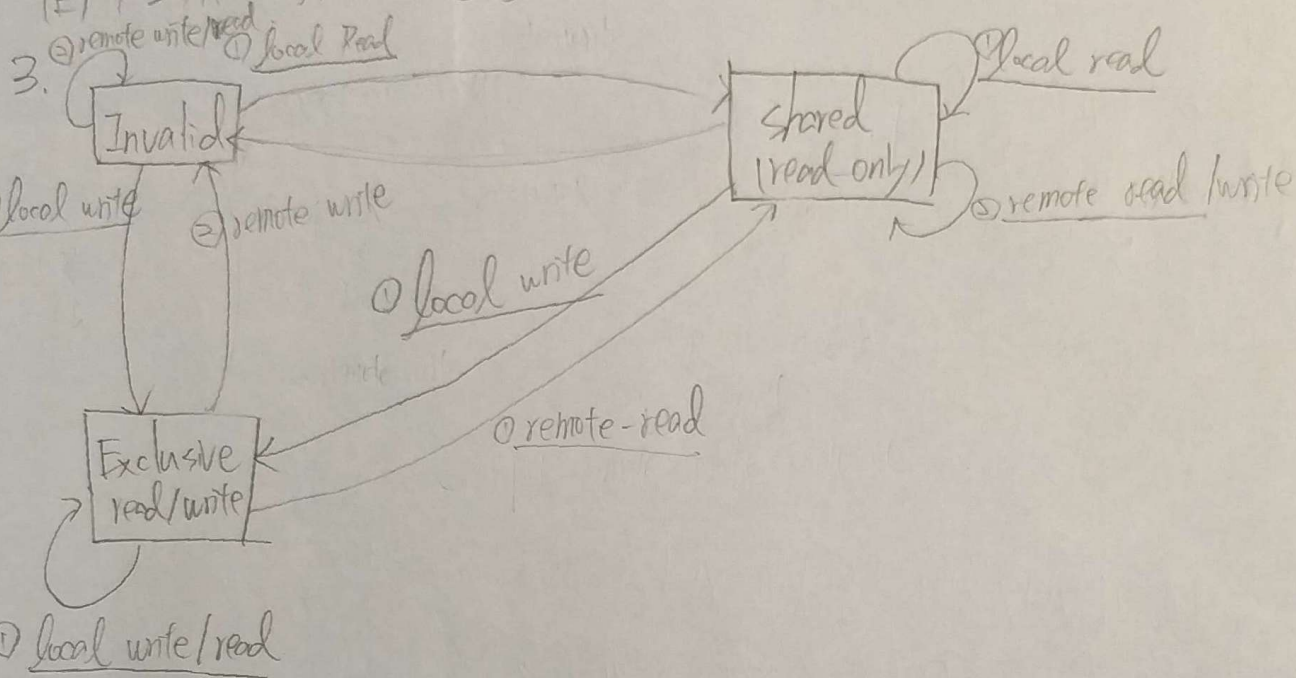 ② remote write/read
① local Read
3.
Invalid
① local read
shared
(read only)
② remote read /write
local write
② remote write
① local write
① remote-read
Exclusive
read/write
① local write/read